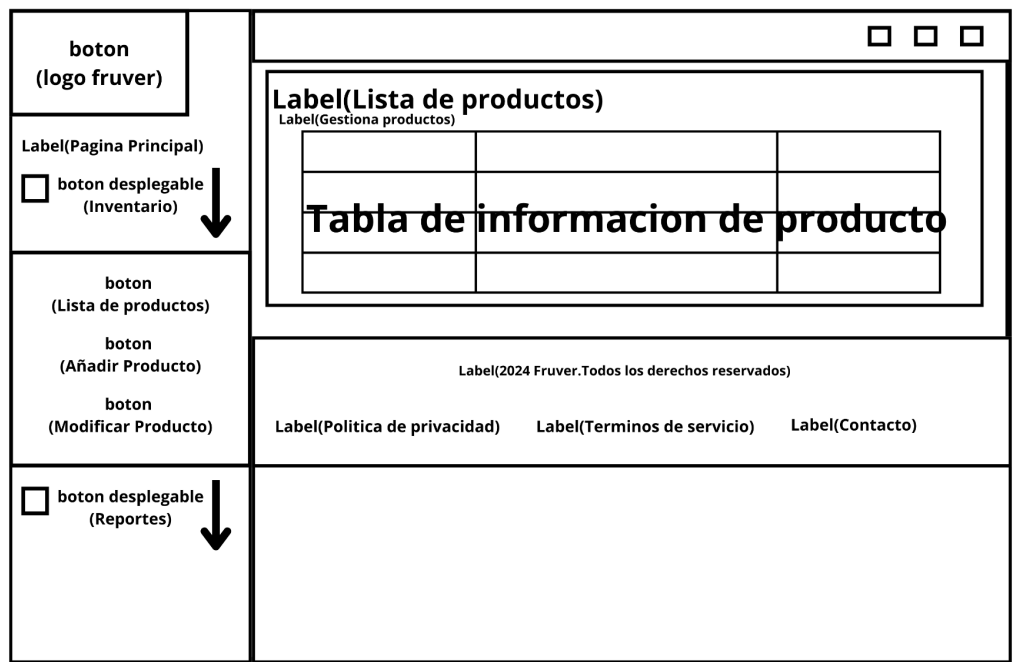 boton
(logo fruver)
Label(Pagina Principal)
boton desplegable
(Inventario)
boton
(Lista de productos)
boton
(Añadir Producto)
boton
(Modificar Producto)
boton desplegable
(Reportes)
Label(Lista de productos)
Label(Gestiona productos)
Tabla de informacion de producto
Label(2024 Fruver.Todos los derechos reservados)
Label(Politica de privacidad)
Label(Terminos de servicio)
Label(Contacto)